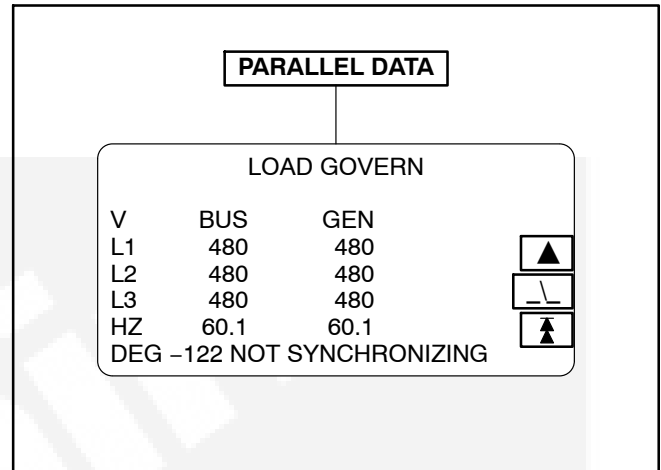 PARALLEL DATA
LOAD GOVERN
V BUS GEN
L1 480 480
L2 480 480
L3 480 480
HZ 60.1 60.1
DEG −122 NOT SYNCHRONIZING